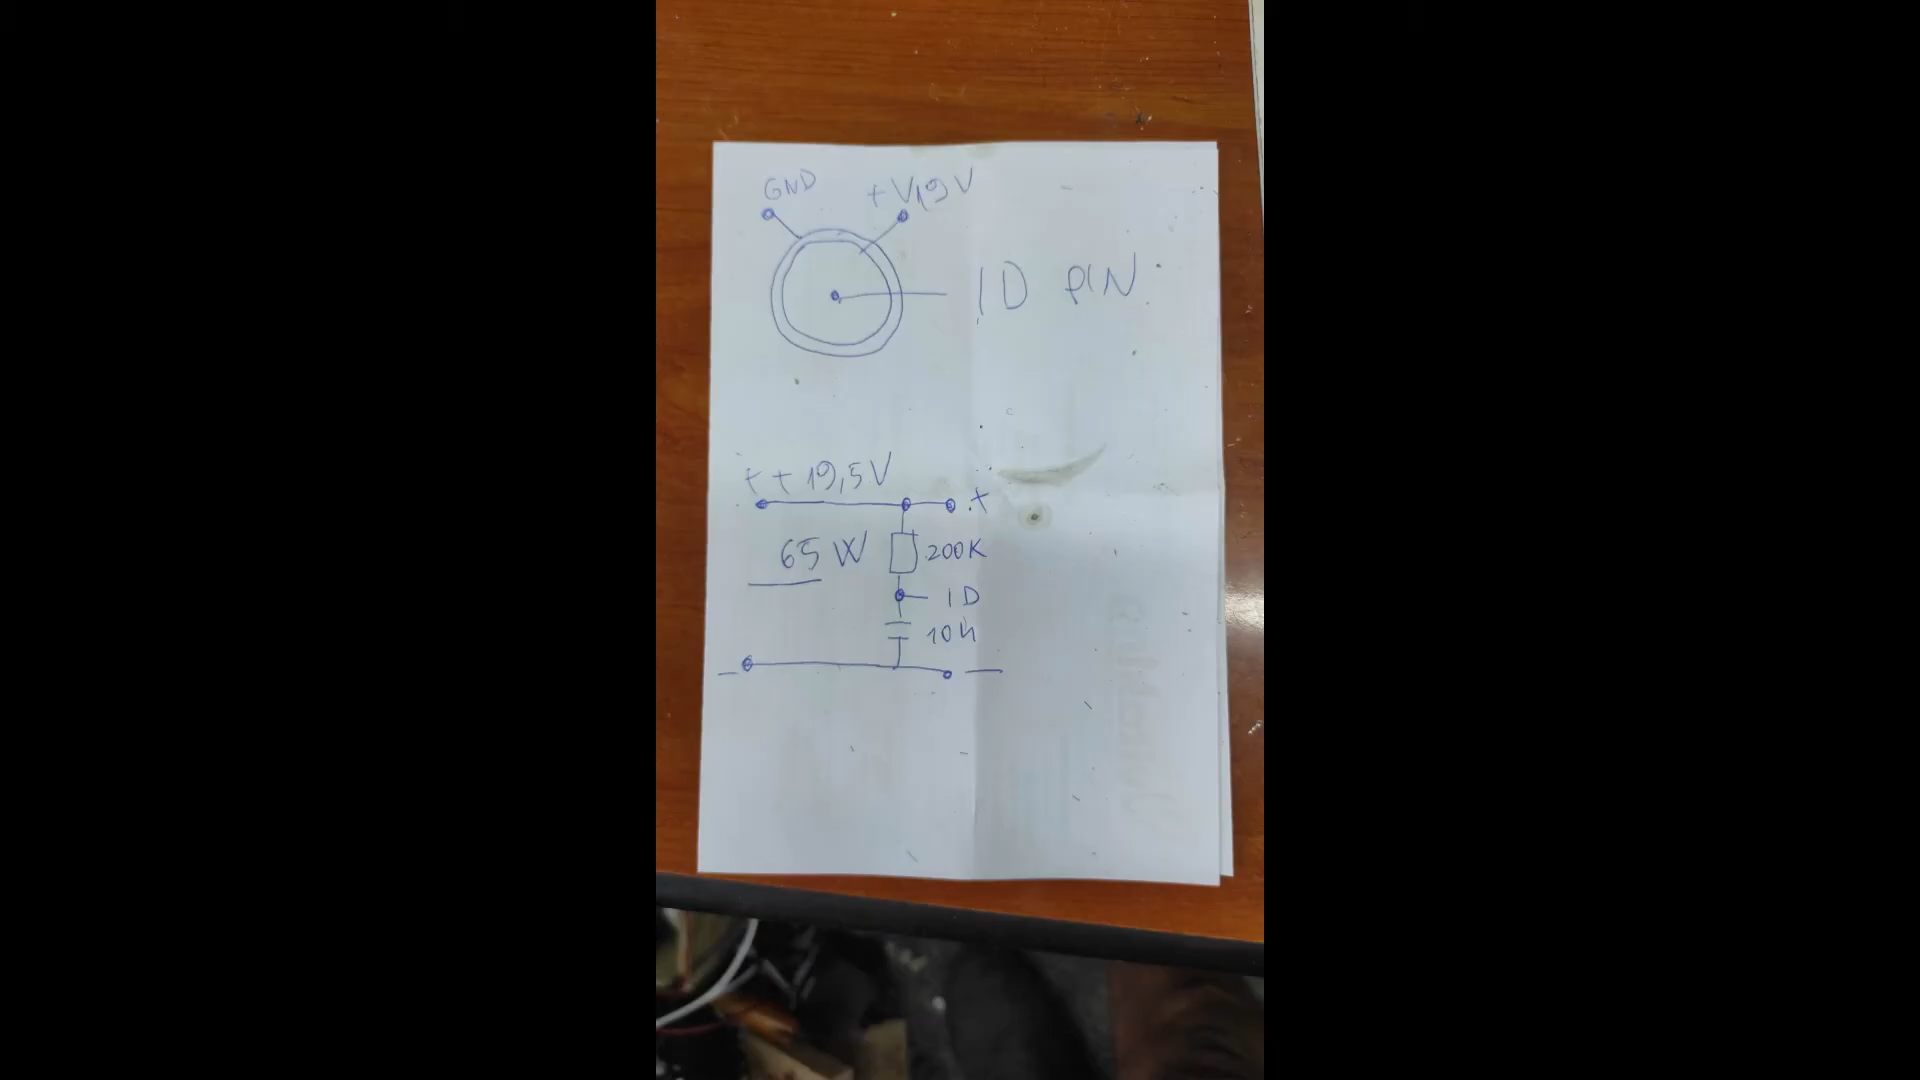 GND +V19V
ID PIN
++19,5V
+
65W 200K
ID
10n
- -